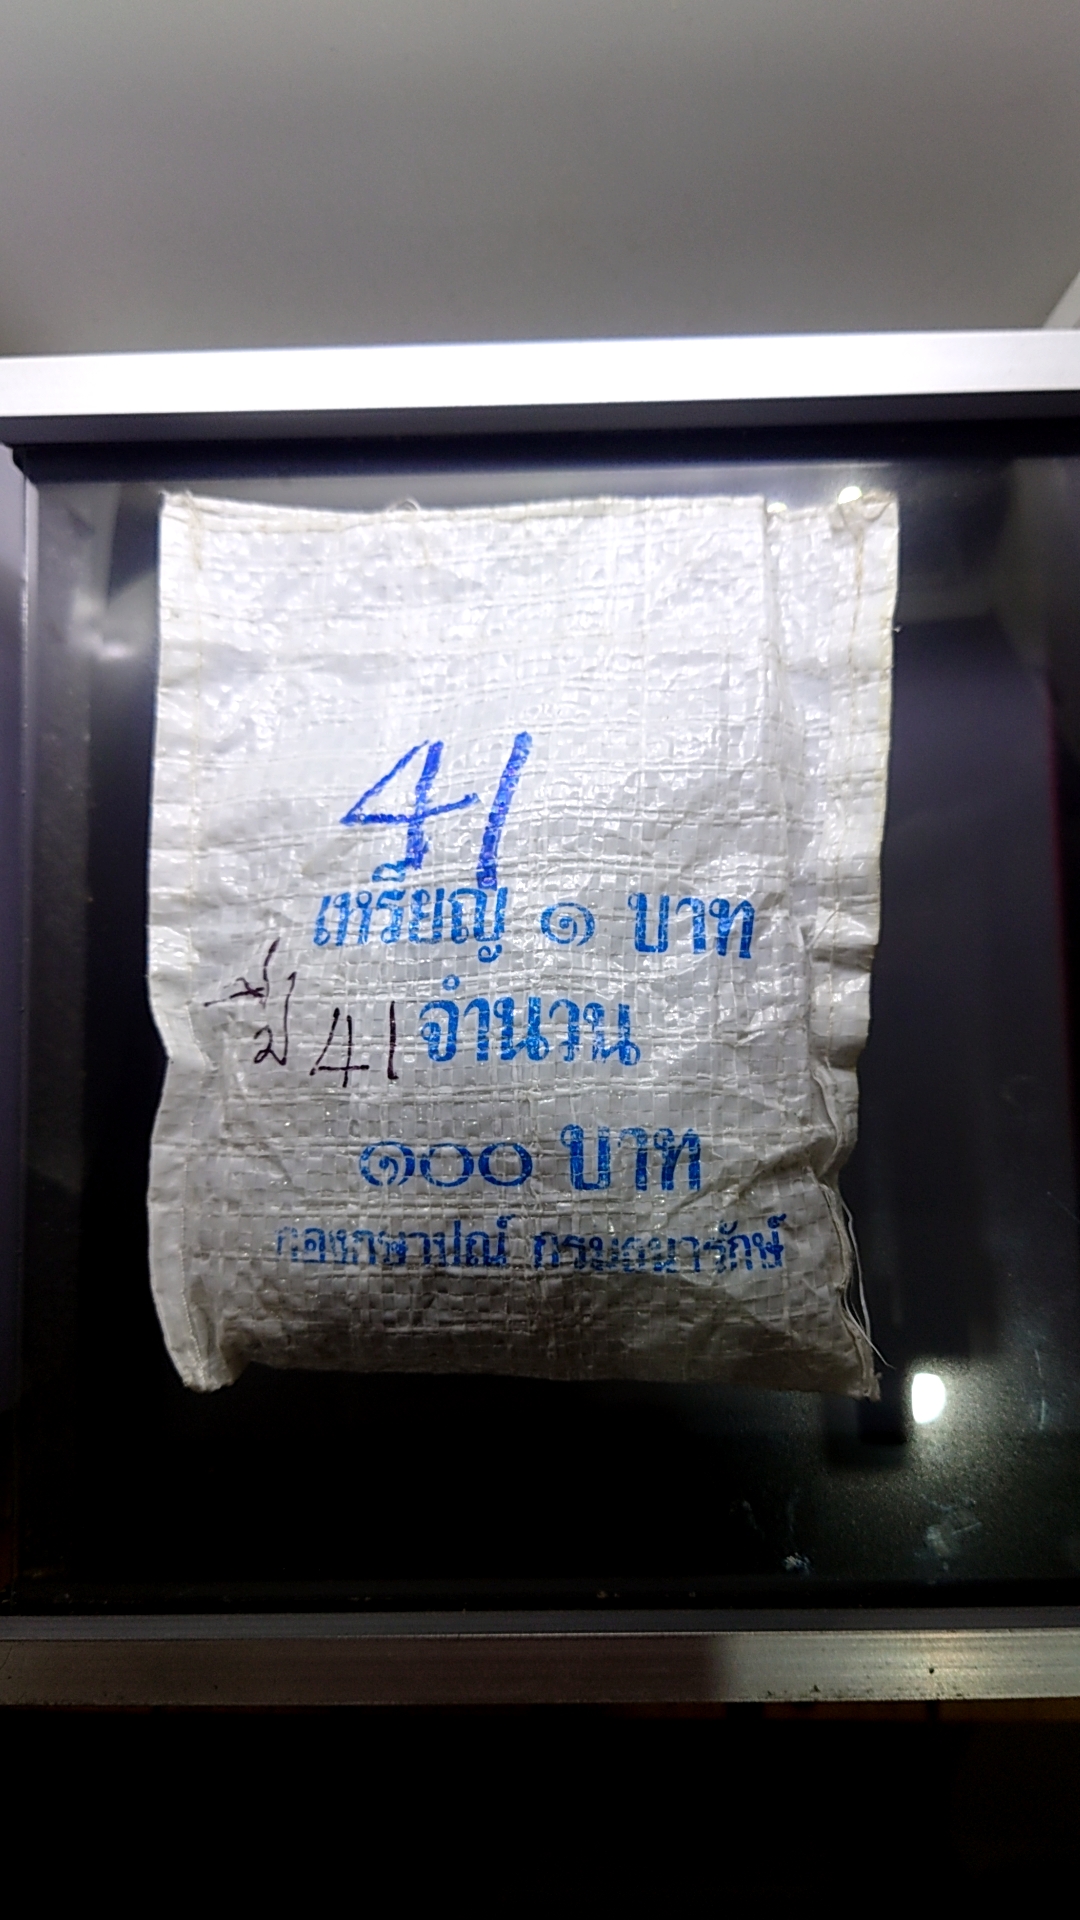 41
เหรียญ ๑ บาท
ปี 41 จำนวน
๑๐๐ บาท
กองกษาปณ์ กรมธนารักษ์